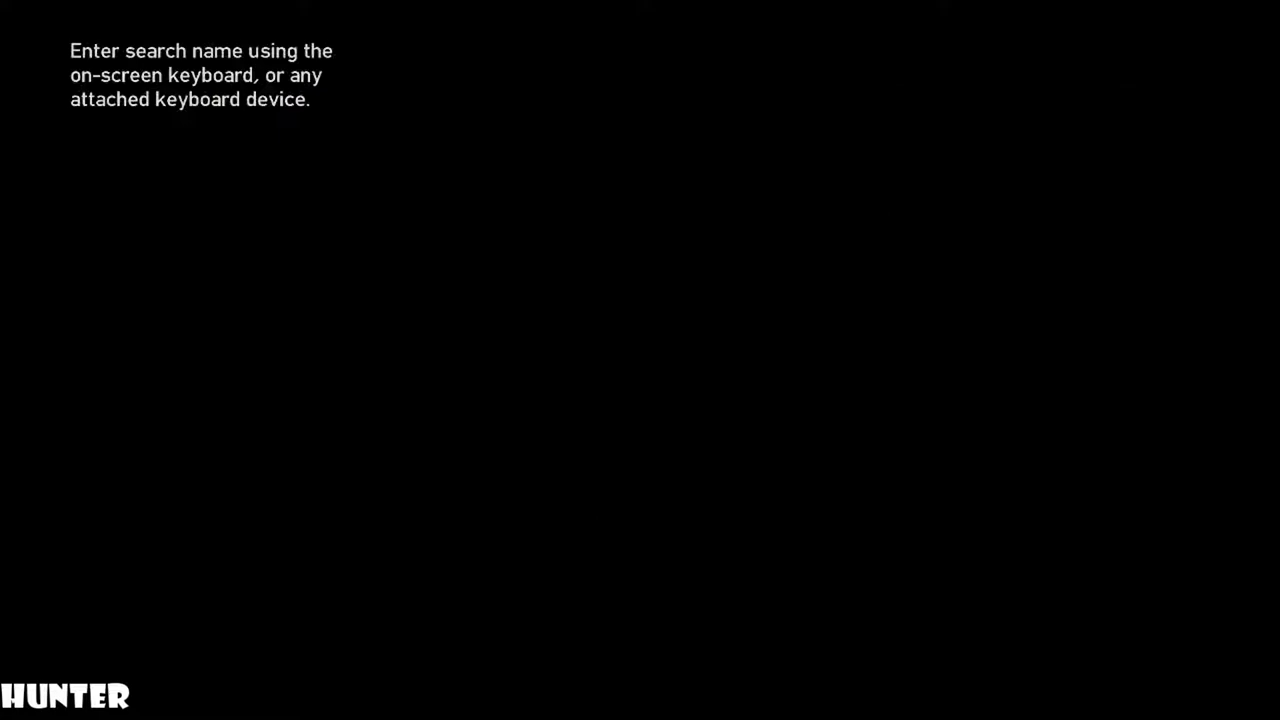 Enter search name using the
on-screen keyboard, or any
attached keyboard device.
HUNTER